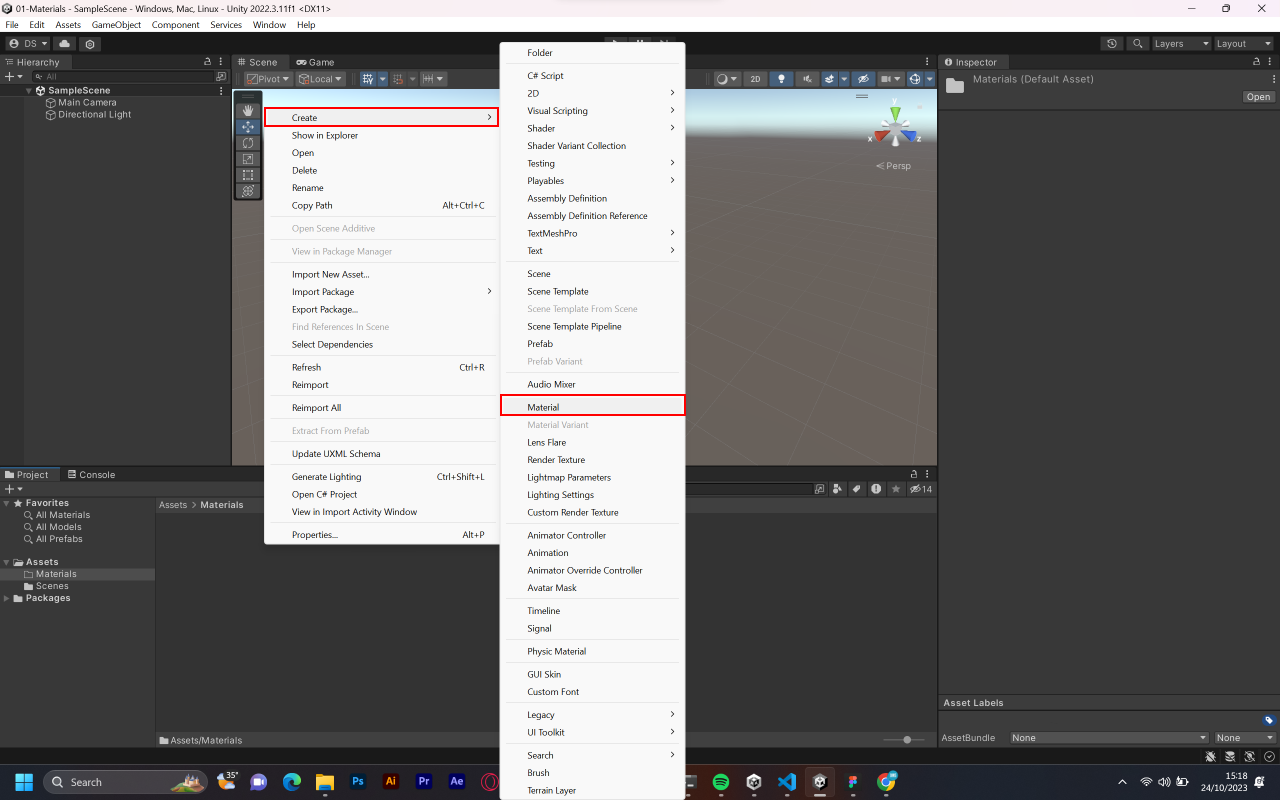 01-Materials - SampleScene - Windows, Mac, Linux - Unity 2022.3.11f1 <DX11>
File Edit Assets GameObject Component Services Window Help
DS
Layers
Layout
Hierarchy
All
SampleScene
Main Camera
Directional Light
Scene
Game
Pivot
Local
2D
y
x
z
Persp
Create
Show in Explorer
Open
Delete
Rename
Copy Path Alt+Ctrl+C
Open Scene Additive
View in Package Manager
Import New Asset...
Import Package
Export Package...
Find References In Scene
Select Dependencies
Refresh Ctrl+R
Reimport
Reimport All
Extract From Prefab
Update UXML Schema
Generate Lighting Ctrl+Shift+L
Open C# Project
View in Import Activity Window
Properties... Alt+P
Folder
C# Script
2D
Visual Scripting
Shader
Shader Variant Collection
Testing
Playables
Assembly Definition
Assembly Definition Reference
TextMeshPro
Text
Scene
Scene Template
Scene Template From Scene
Scene Template Pipeline
Prefab
Prefab Variant
Audio Mixer
Material
Material Variant
Lens Flare
Render Texture
Lightmap Parameters
Lighting Settings
Custom Render Texture
Animator Controller
Animation
Animator Override Controller
Avatar Mask
Timeline
Signal
Physic Material
GUI Skin
Custom Font
Legacy
UI Toolkit
Search
Brush
Terrain Layer
Inspector
Materials (Default Asset)
Open
Asset Labels
AssetBundle None None
Project
Console
14
Favorites
All Materials
All Models
All Prefabs
Assets
Materials
Scenes
Packages
Assets > Materials
Assets/Materials
Search
35°
Ps
Ai
Pr
Ae
15:18
24/10/2023